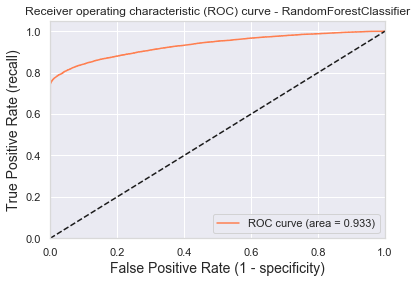 Receiver operating characteristic (ROC) curve - RandomForestClassifier
True Positive Rate (recall)
1.0
0.8
0.6
0.4
0.2
0.0
ROC curve (area = 0.933)
0.0 0.2 0.4 0.6 0.8 1.0
False Positive Rate (1 - specificity)